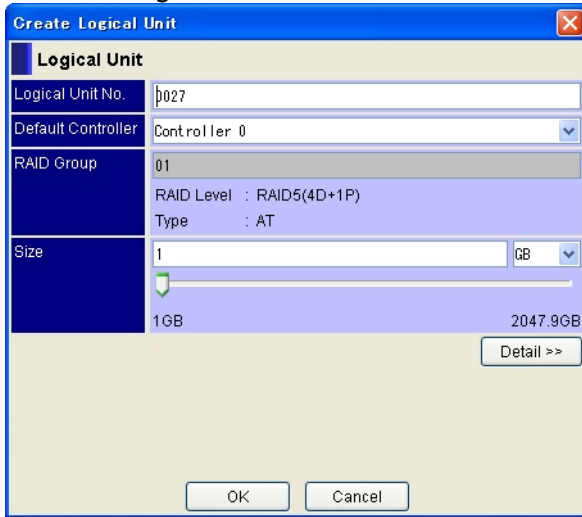 Create Logical Unit
Logical Unit
Logical Unit No. 0027
Default Controller Controller 0
RAID Group 01
RAID Level : RAID5(4D+1P)
Type : AT
Size 1 GB
1GB 2047.9GB
Detail >>
OK Cancel